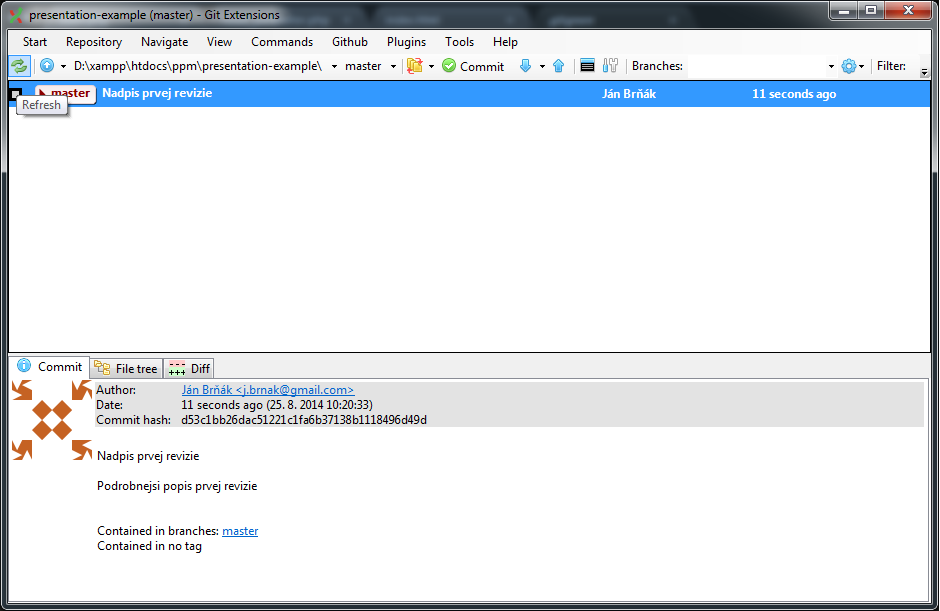 presentation-example (master) - Git Extensions
Start Repository Navigate View Commands Github Plugins Tools Help
D:\xampp\htdocs\ppm\presentation-example\ master Commit Branches: Filter:
master Nadpis prvej revizie Ján Brňák 11 seconds ago
Refresh
Commit File tree Diff
Author: Ján Brňák <j.brnak@gmail.com>
Date: 11 seconds ago (25. 8. 2014 10:20:33)
Commit hash: d53c1bb26dac51221c1fa6b37138b1118496d49d
Nadpis prvej revizie
Podrobnejsi popis prvej revizie
Contained in branches: master
Contained in no tag